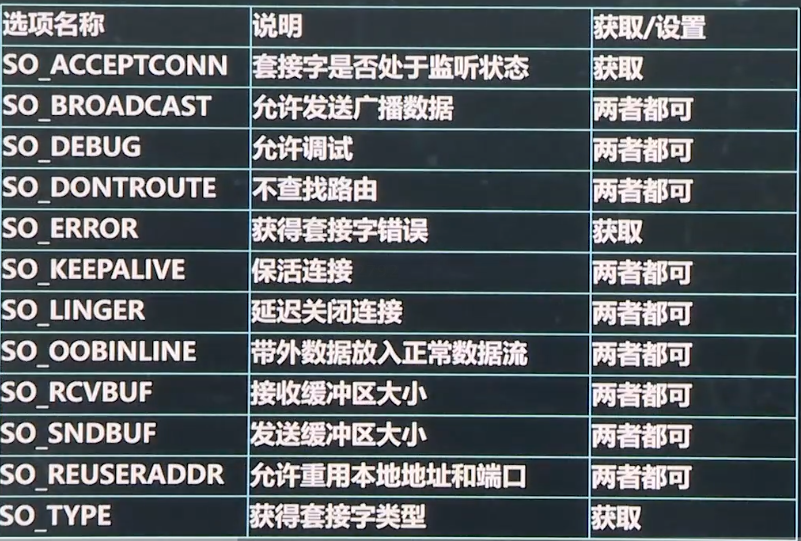 选项名称 说明 获取/设置
SO_ACCEPTCONN 套接字是否处于监听状态 获取
SO_BROADCAST 允许发送广播数据 两者都可
SO_DEBUG 允许调试 两者都可
SO_DONTROUTE 不查找路由 两者都可
SO_ERROR 获得套接字错误 获取
SO_KEEPALIVE 保活连接 两者都可
SO_LINGER 延迟关闭连接 两者都可
SO_OOBINLINE 带外数据放入正常数据流 两者都可
SO_RCVBUF 接收缓冲区大小 两者都可
SO_SNDBUF 发送缓冲区大小 两者都可
SO_REUSERADDR 允许重用本地地址和端口 两者都可
SO_TYPE 获得套接字类型 获取